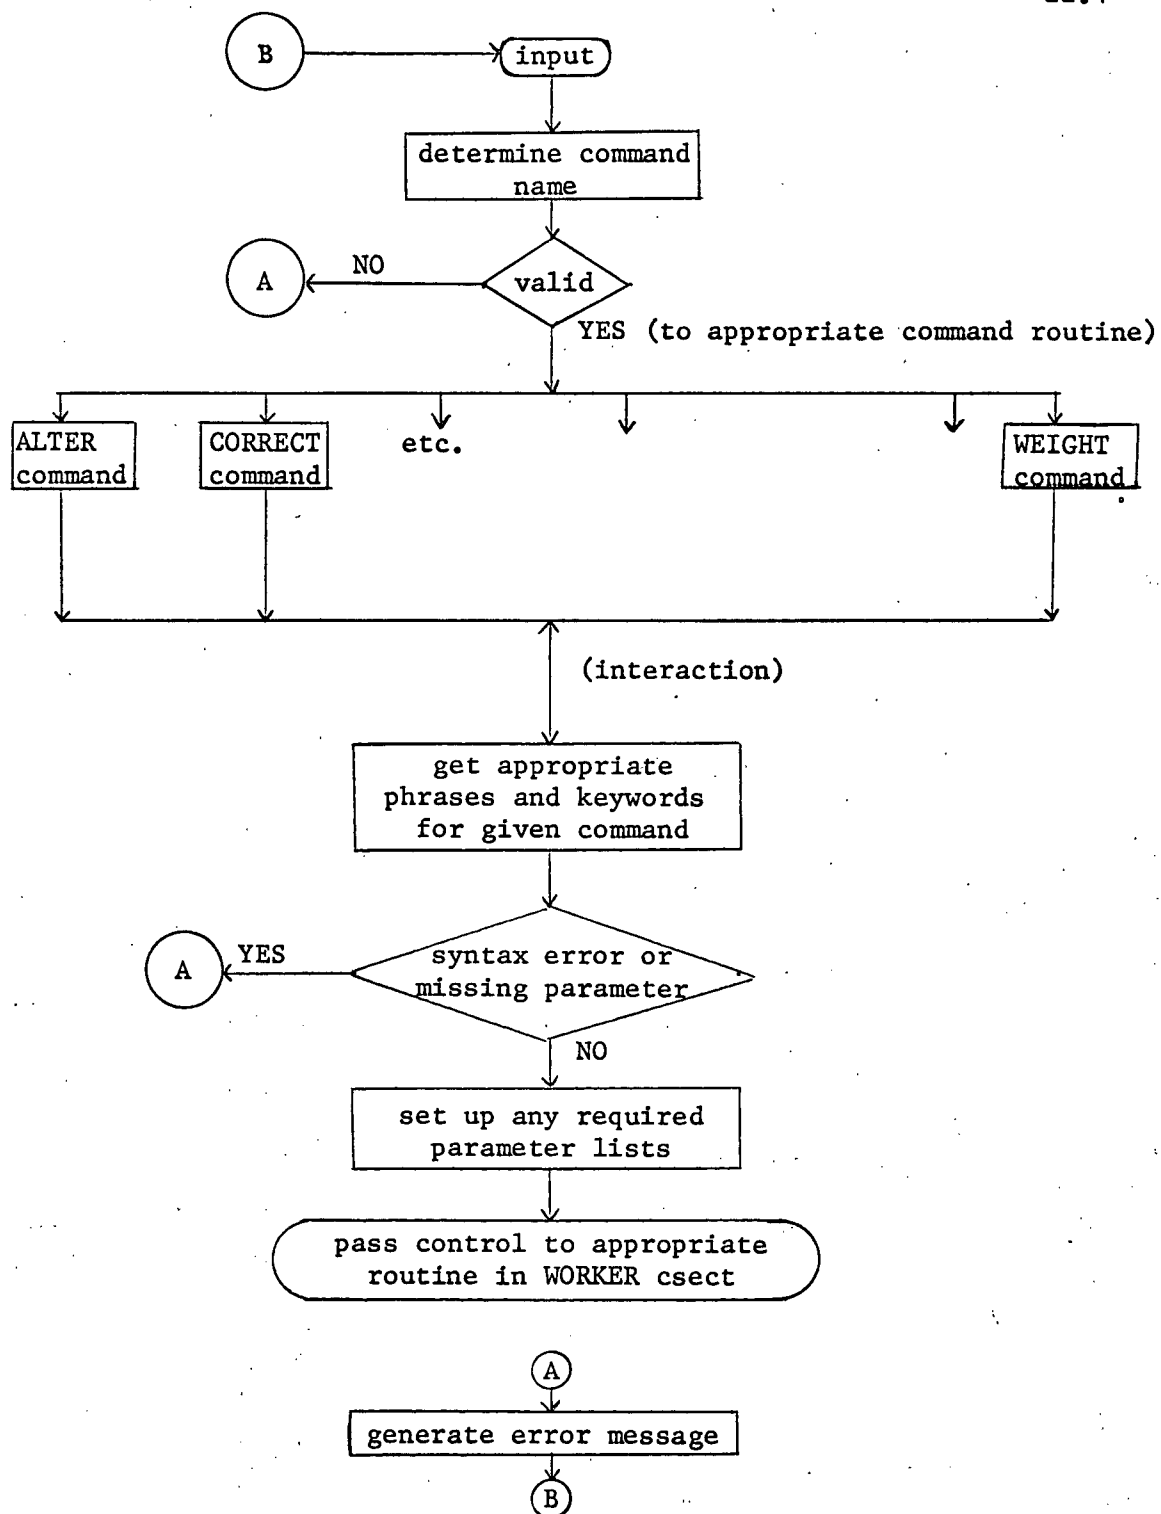 B
input
determine command
name
A
NO
valid
YES (to appropriate command routine)
ALTER
command
CORRECT
command
etc.
WEIGHT
command
(interaction)
get appropriate
phrases and keywords
for given command
A
YES
syntax error or
missing parameter
NO
set up any required
parameter lists
pass control to appropriate
routine in WORKER csect
A
generate error message
B